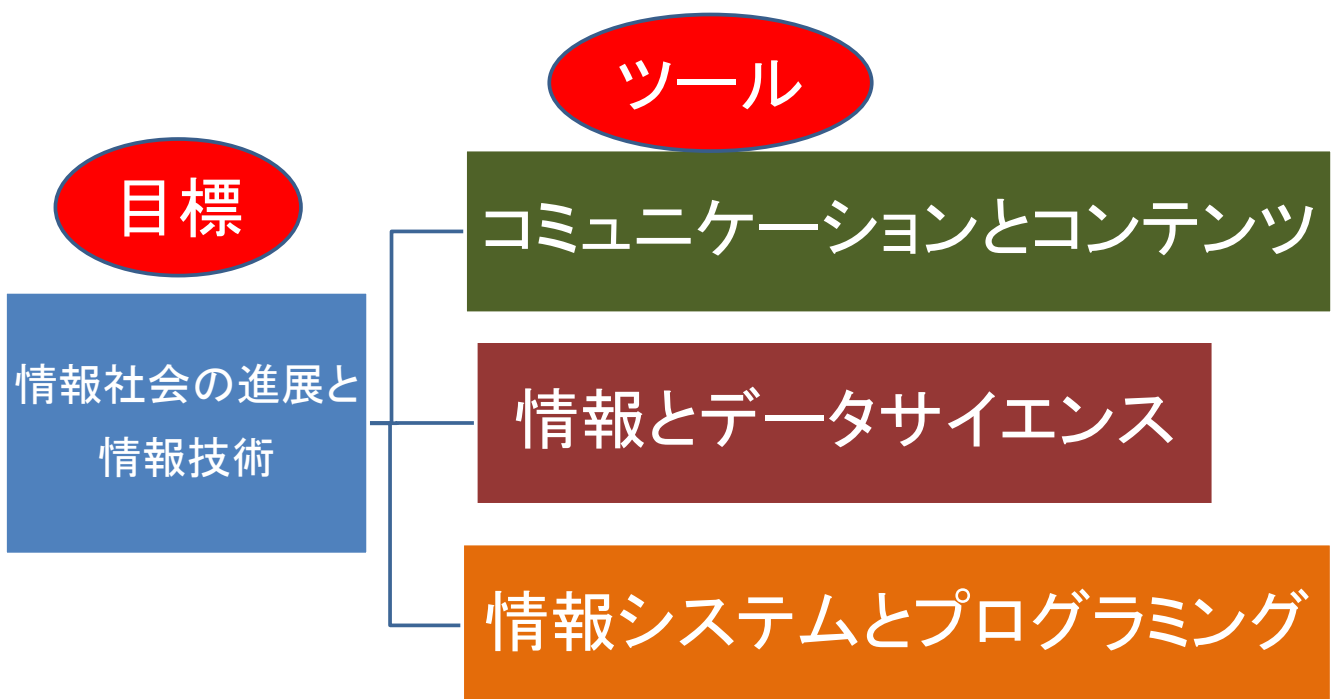 ツール
目標
コミュニケーションとコンテンツ
情報社会の進展と
情報技術
情報とデータサイエンス
情報システムとプログラミング